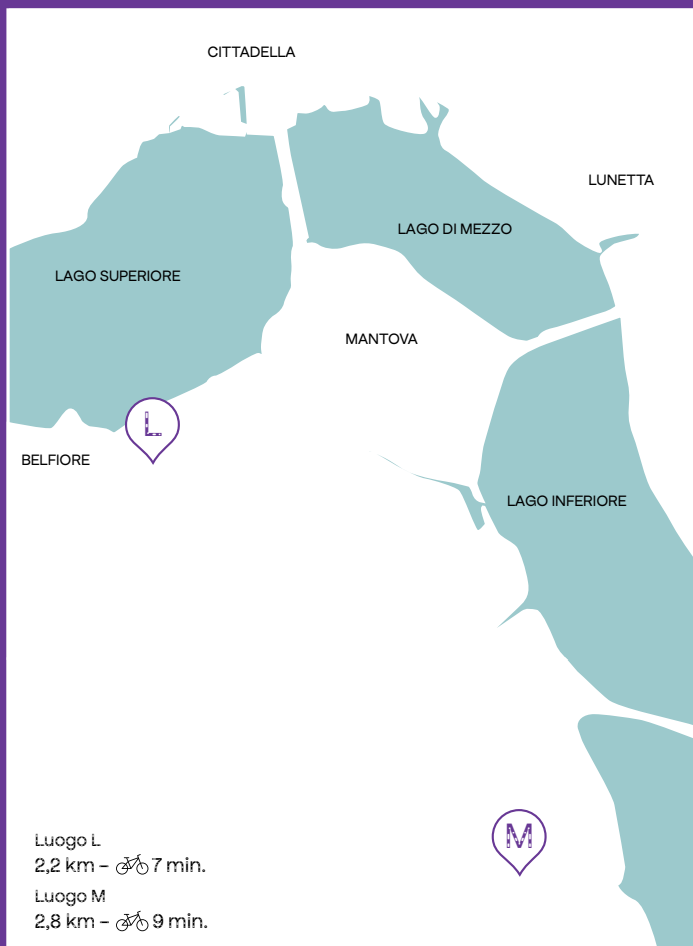 CITTADELLA
LUNETTA
LAGO DI MEZZO
LAGO SUPERIORE
MANTOVA
L
BELFIORE
LAGO INFERIORE
M
Luogo L
2,2 km – 7 min.
Luogo M
2,8 km – 9 min.